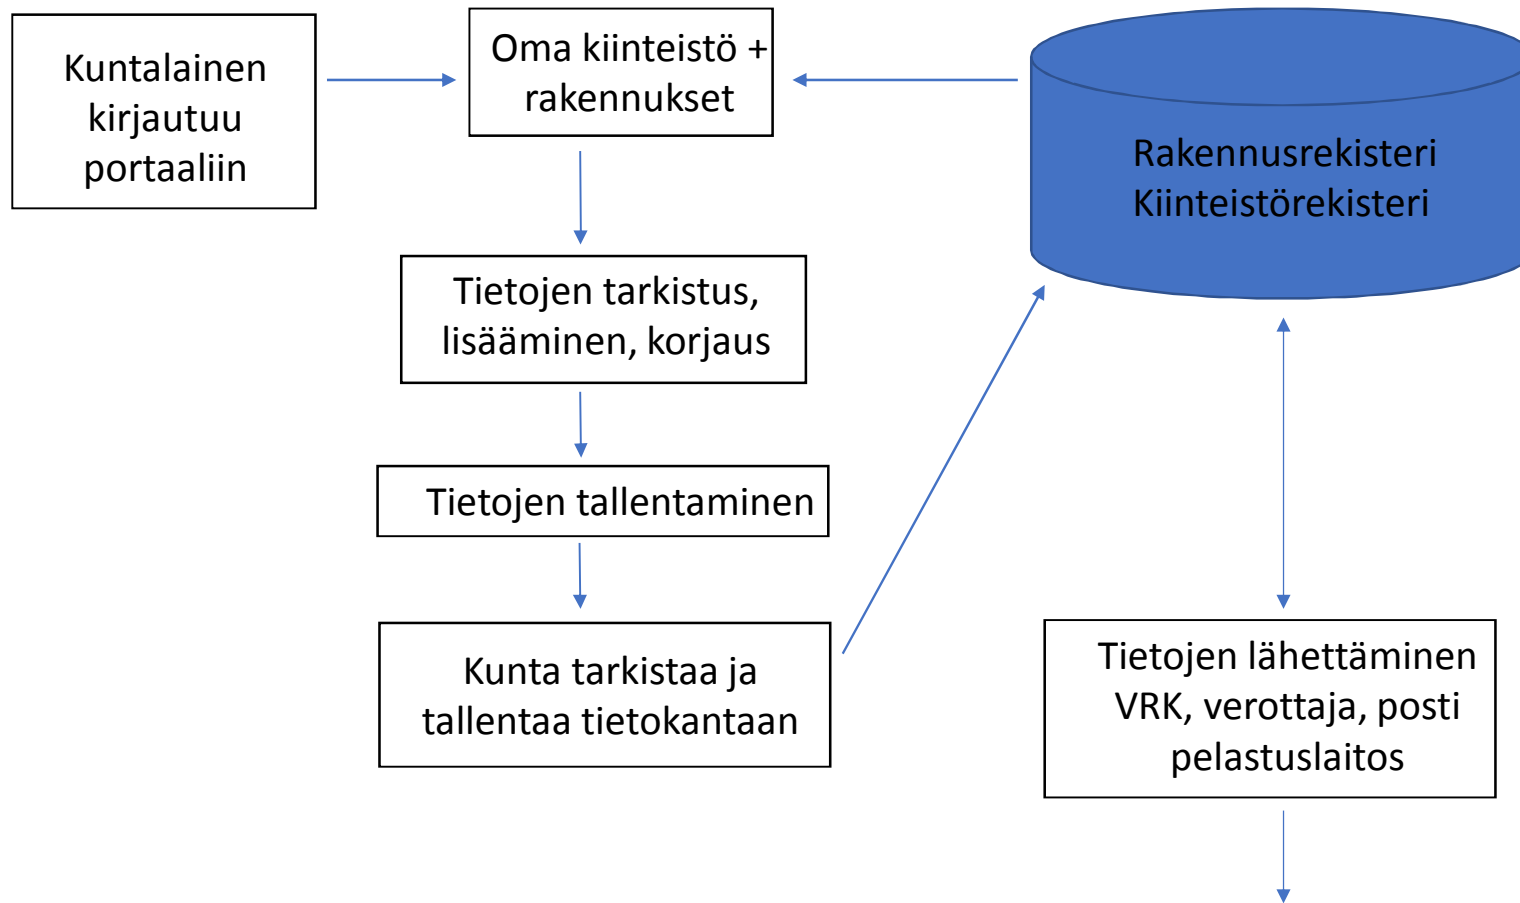 Kuntalainen
kirjautuu
portaaliin
Oma kiinteistö +
rakennukset
Rakennusrekisteri
Kiinteistörekisteri
Tietojen tarkistus,
lisääminen, korjaus
Tietojen tallentaminen
Kunta tarkistaa ja
tallentaa tietokantaan
Tietojen lähettäminen
VRK, verottaja, posti
pelastuslaitos